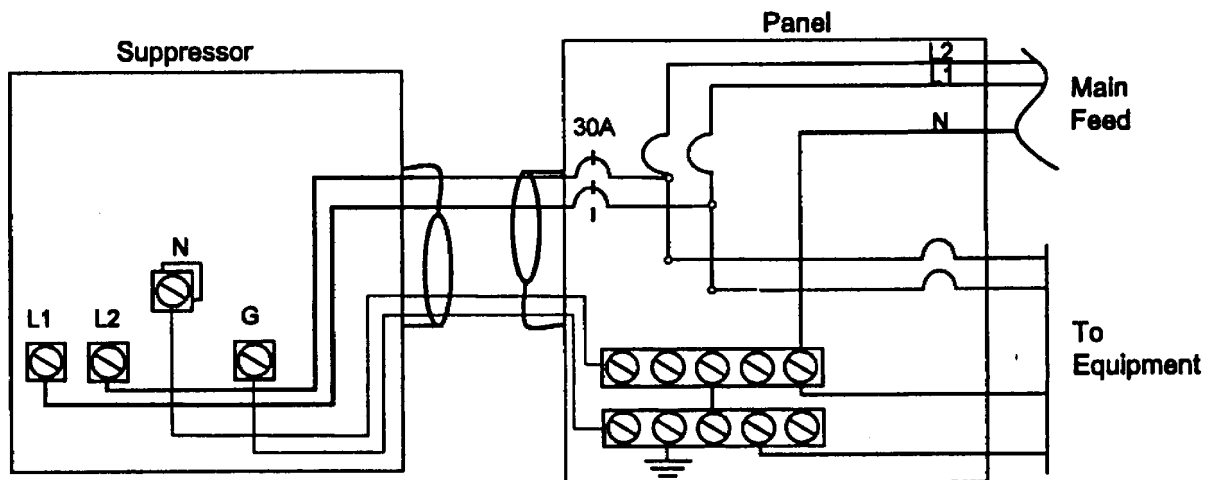 Panel
Suppressor
L2
L1
Main
Feed
N
30A
N
L1
L2
G
To
Equipment